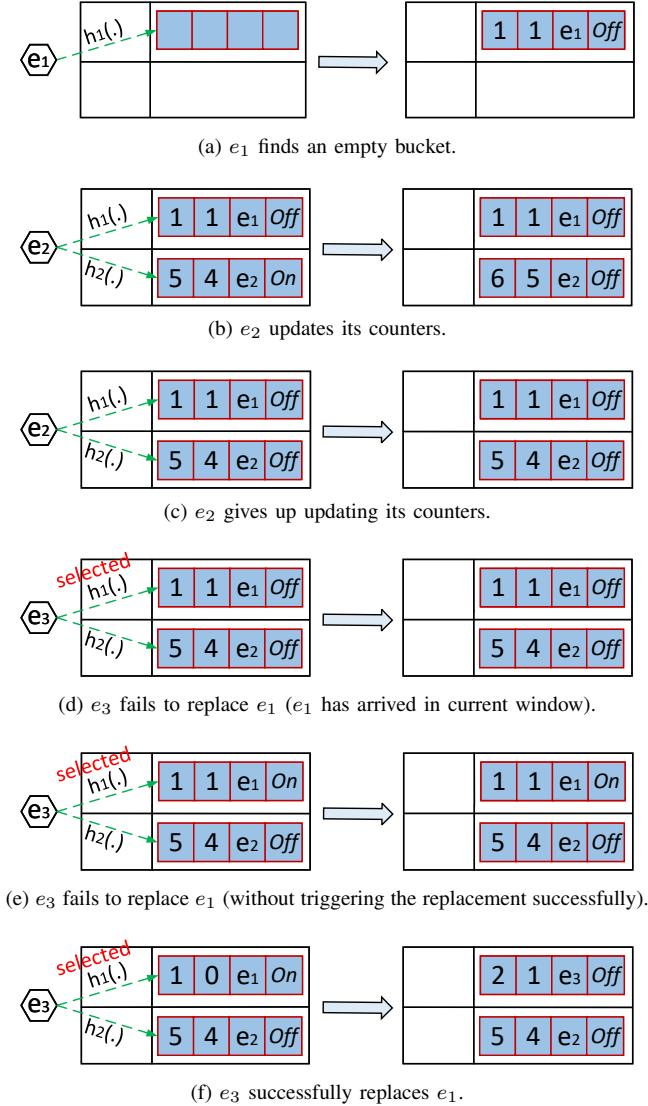 e₁ h₁(.) 1 1 e₁ Off
(a) e₁ finds an empty bucket.
e₂ h₁(.) 1 1 e₁ Off 1 1 e₁ Off
h₂(.) 5 4 e₂ On 6 5 e₂ Off
(b) e₂ updates its counters.
e₂ h₁(.) 1 1 e₁ Off 1 1 e₁ Off
h₂(.) 5 4 e₂ Off 5 4 e₂ Off
(c) e₂ gives up updating its counters.
selected
e₃ h₁(.) 1 1 e₁ Off 1 1 e₁ Off
h₂(.) 5 4 e₂ Off 5 4 e₂ Off
(d) e₃ fails to replace e₁ (e₁ has arrived in current window).
selected
e₃ h₁(.) 1 1 e₁ On 1 1 e₁ On
h₂(.) 5 4 e₂ Off 5 4 e₂ Off
(e) e₃ fails to replace e₁ (without triggering the replacement successfully).
selected
e₃ h₁(.) 1 0 e₁ On 2 1 e₃ Off
h₂(.) 5 4 e₂ Off 5 4 e₂ Off
(f) e₃ successfully replaces e₁.